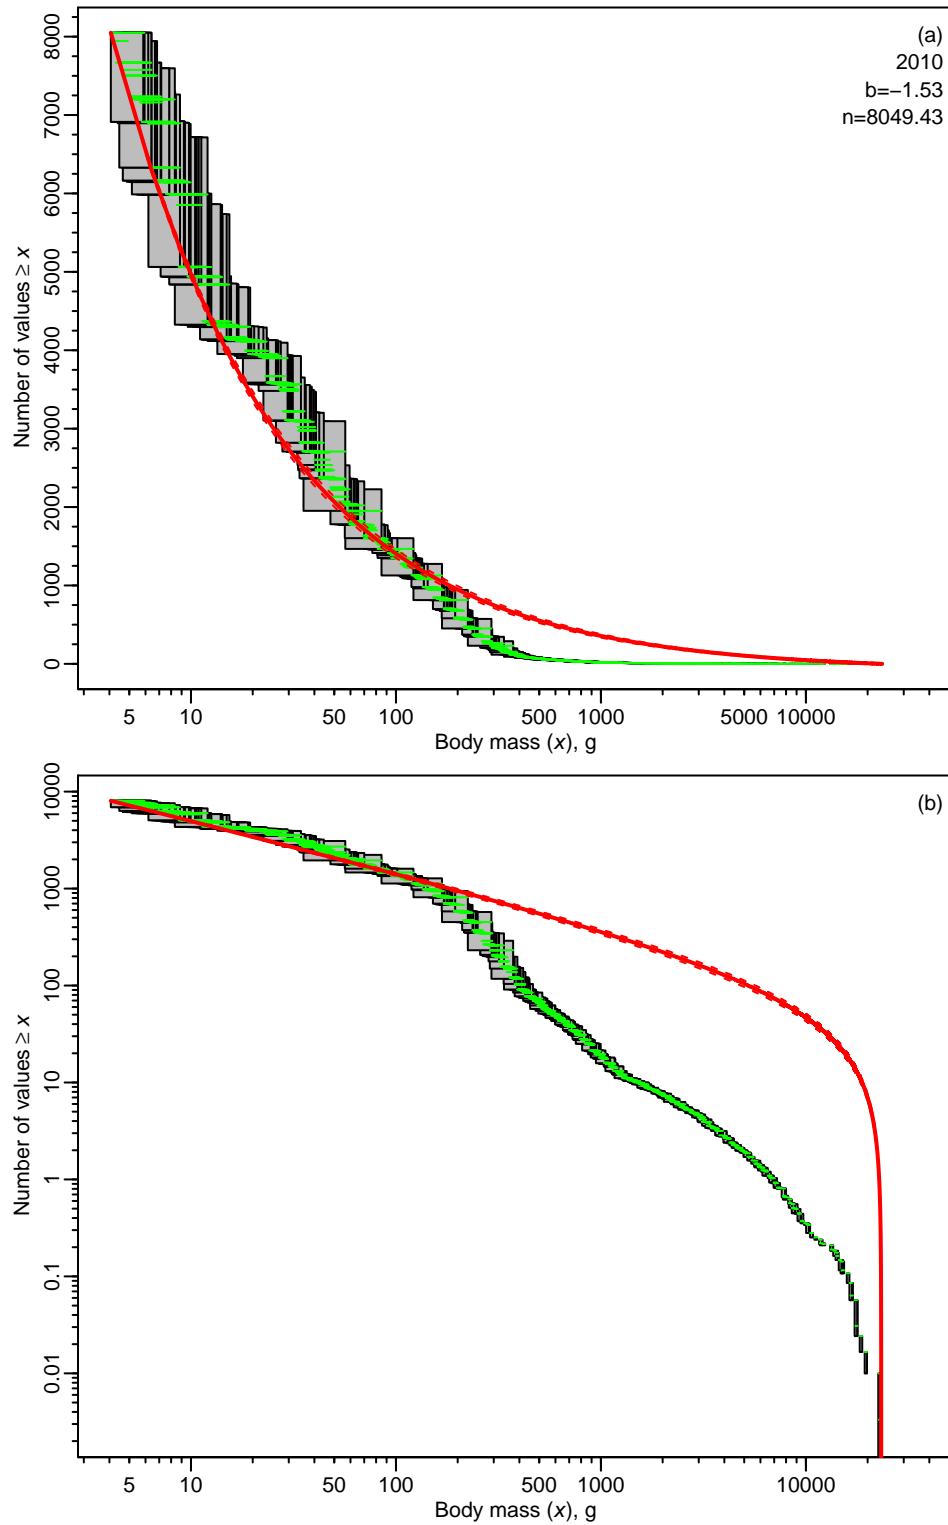 (a)
2010
b=−1.53
n=8049.43
Number of values ≥ x
8000
7000
6000
5000
4000
3000
2000
1000
0
5 10 50 100 500 1000 5000 10000
Body mass (x), g
(b)
Number of values ≥ x
10000
1000
100
10
1
0.1
0.01
5 10 50 100 500 1000 10000
Body mass (x), g